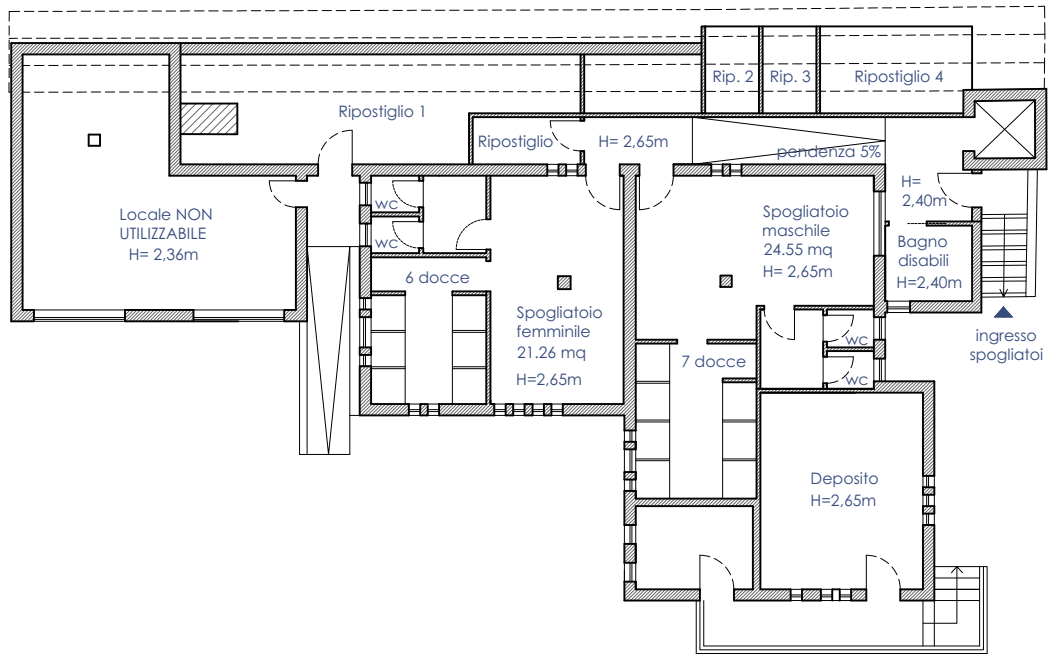 Rip. 2
Rip. 3
Ripostiglio 4
Ripostiglio 1
Ripostiglio
H= 2,65m
pendenza 5%
H=
2,40m
wc
wc
Locale NON
UTILIZZABILE
H= 2,36m
Spogliatoio
maschile
24.55 mq
H= 2,65m
Bagno
disabili
H=2,40m
6 docce
Spogliatoio
femminile
21.26 mq
H=2,65m
ingresso
spogliatoi
7 docce
wc
wc
Deposito
H=2,65m